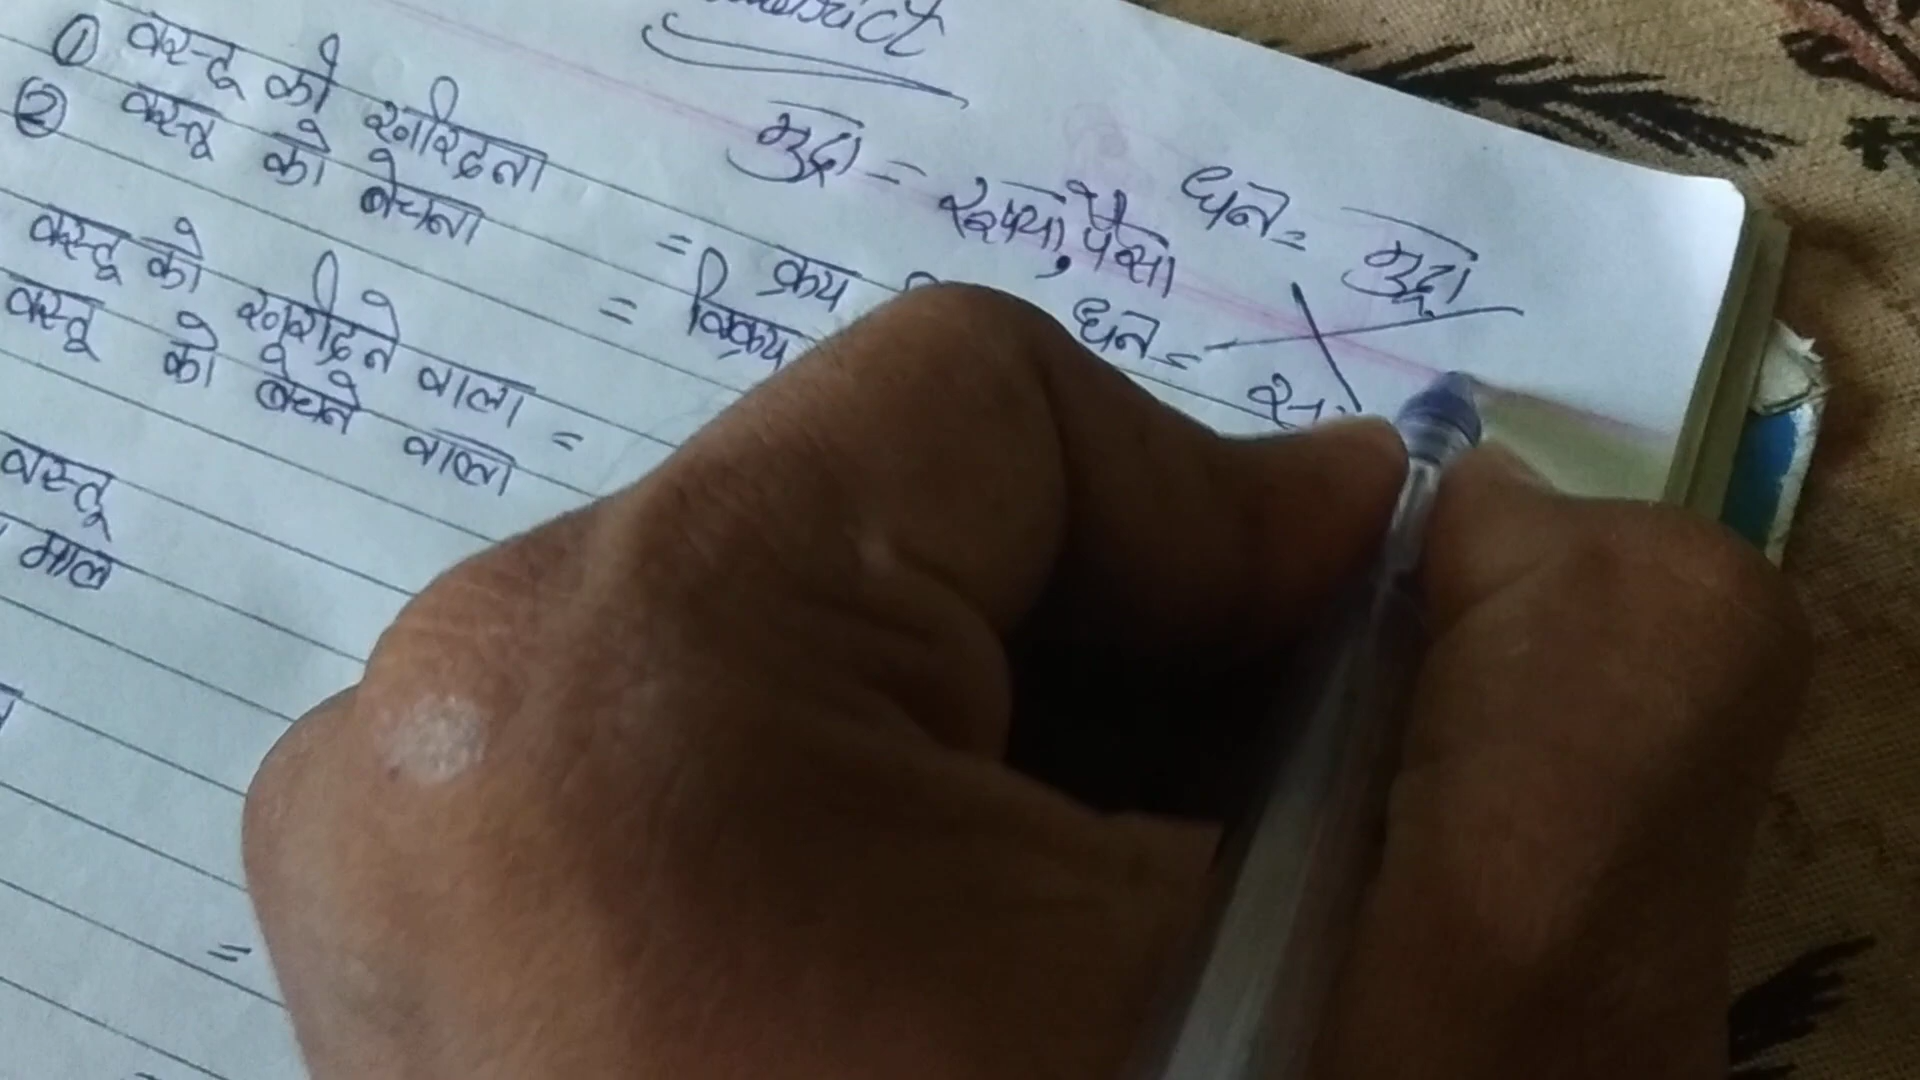 ① वस्तू को खरीदना = क्रय
② वस्तू को बेचना = विक्रय
वस्तू को खरीदने वाला =
वस्तू को बेचने वाला
वस्तू
माल
=
मुद्रा = रुपया, पैसा
धन = मुद्रा
धन =